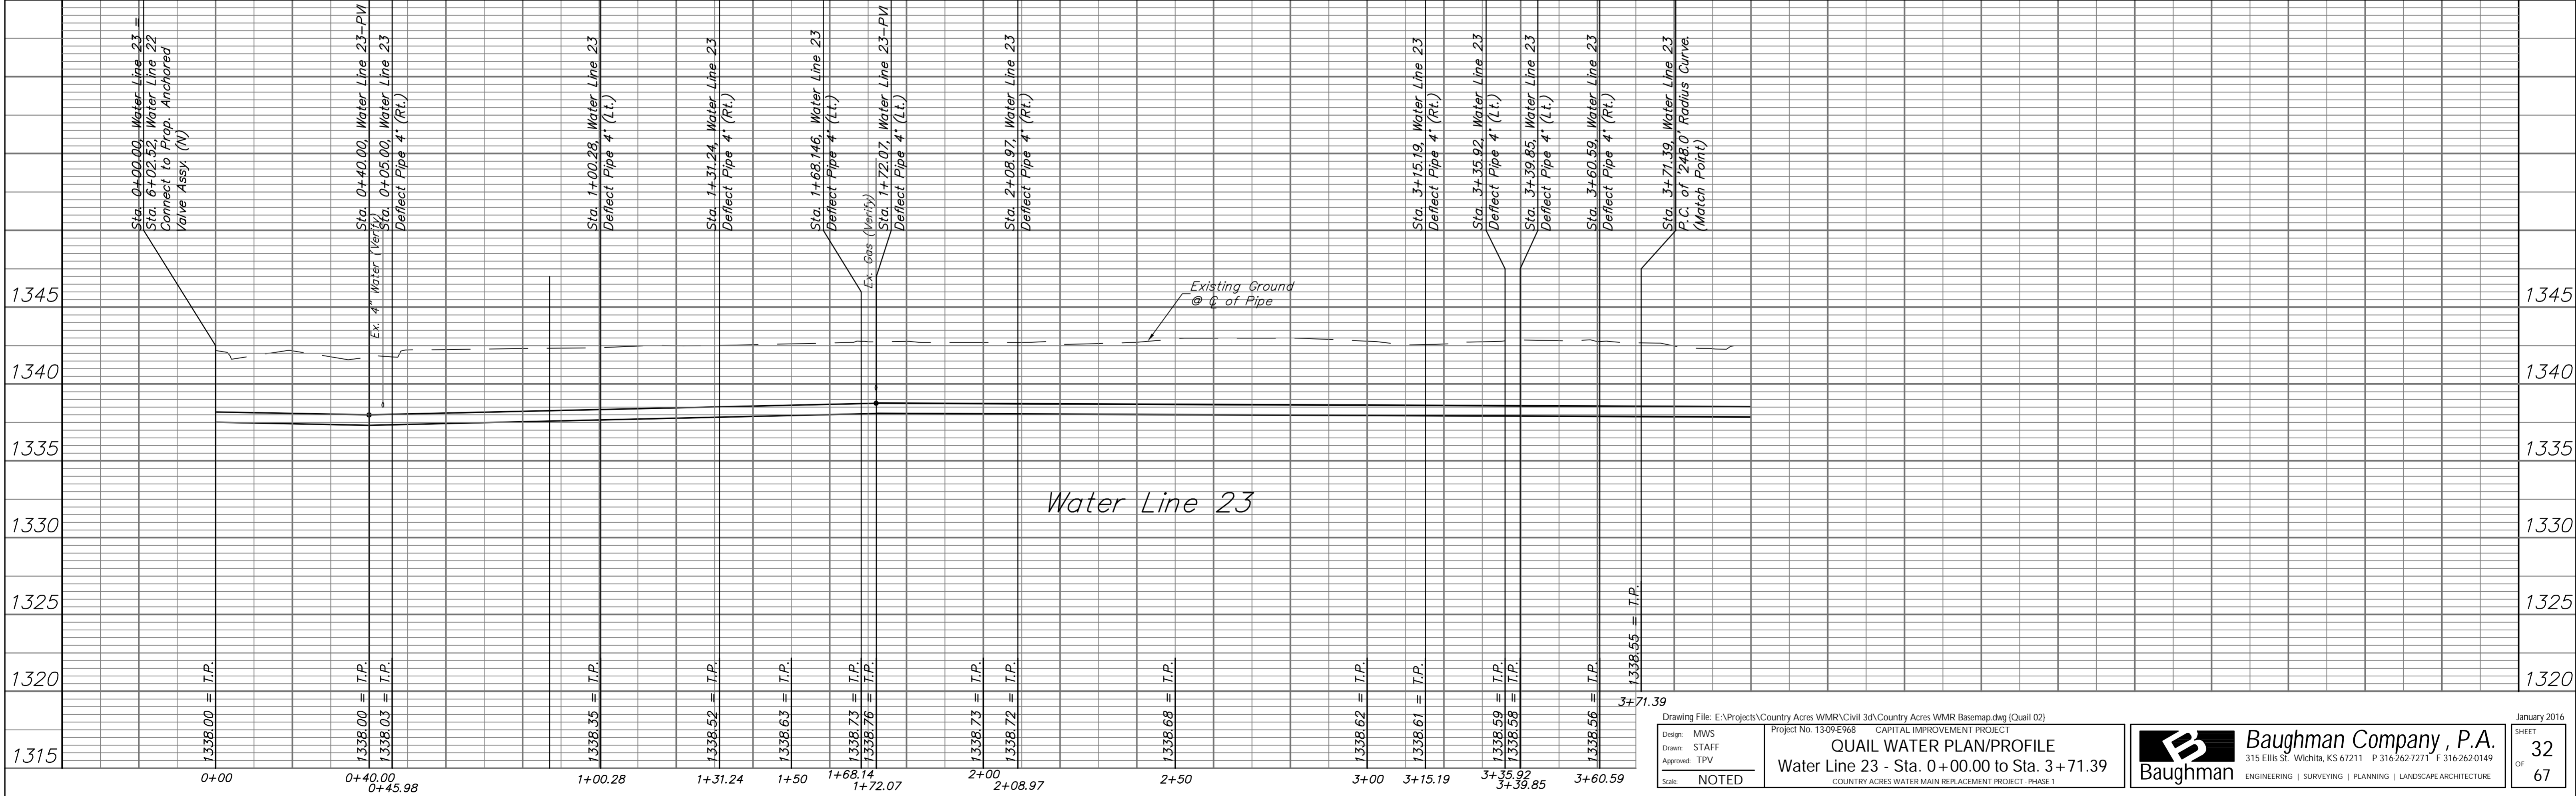 Sta. 0+00.00, Water Line 23 =
Sta. 6+02.52, Water Line 22
Connect to Prop. Anchored
Valve Assy. (N)
Sta. 0+40.00, Water Line 23-PVI
Ex. 4" Water (Verify)
Sta. 0+05.00, Water Line 23
Deflect Pipe 4° (Rt.)
Sta. 1+00.28, Water Line 23
Deflect Pipe 4° (Lt.)
Sta. 1+31.24, Water Line 23
Deflect Pipe 4° (Rt.)
Sta. 1+68.146, Water Line 23
Deflect Pipe 4° (Lt.)
Ex. Gas (Verify)
Sta. 1+72.07, Water Line 23-PVI
Deflect Pipe 4° (Lt.)
Sta. 2+08.97, Water Line 23
Deflect Pipe 4° (Rt.)
Sta. 3+15.19, Water Line 23
Deflect Pipe 4° (Rt.)
Sta. 3+35.92, Water Line 23
Deflect Pipe 4° (Lt.)
Sta. 3+39.85, Water Line 23
Deflect Pipe 4° (Lt.)
Sta. 3+60.59, Water Line 23
Deflect Pipe 4° (Rt.)
Sta. 3+71.39, Water Line 23
P.C. of '248.0' Radius Curve.
(Match Point)
1345
1345
Existing Ground
@ ℄ of Pipe
1340
1340
1335
1335
Water Line 23
1330
1330
1325
1325
1320
1320
1315
1338.00 = T.P.
1338.00 = T.P.
1338.03 = T.P.
1338.35 = T.P.
1338.52 = T.P.
1338.63 = T.P.
1338.73 = T.P.
1338.76 = T.P.
1338.73 = T.P.
1338.72 = T.P.
1338.68 = T.P.
1338.62 = T.P.
1338.61 = T.P.
1338.59 = T.P.
1338.58 = T.P.
1338.56 = T.P.
1338.55 = T.P.
3+71.39
0+00
0+40.00
0+45.98
1+00.28
1+31.24
1+50
1+68.14
1+72.07
2+00
2+08.97
2+50
3+00
3+15.19
3+35.92
3+39.85
3+60.59
Drawing File: E:\Projects\Country Acres WMR\Civil 3d\Country Acres WMR Basemap.dwg (Quail 02)
January 2016
Design: MWS
Drawn: STAFF
Approved: TPV
Scale: NOTED
Project No. 13-09-E968 CAPITAL IMPROVEMENT PROJECT
QUAIL WATER PLAN/PROFILE
Water Line 23 - Sta. 0+00.00 to Sta. 3+71.39
COUNTRY ACRES WATER MAIN REPLACEMENT PROJECT - PHASE 1
Baughman
Baughman Company, P.A.
315 Ellis St. Wichita, KS 67211 P 316-262-7271 F 316-262-0149
ENGINEERING | SURVEYING | PLANNING | LANDSCAPE ARCHITECTURE
SHEET
32
OF
67